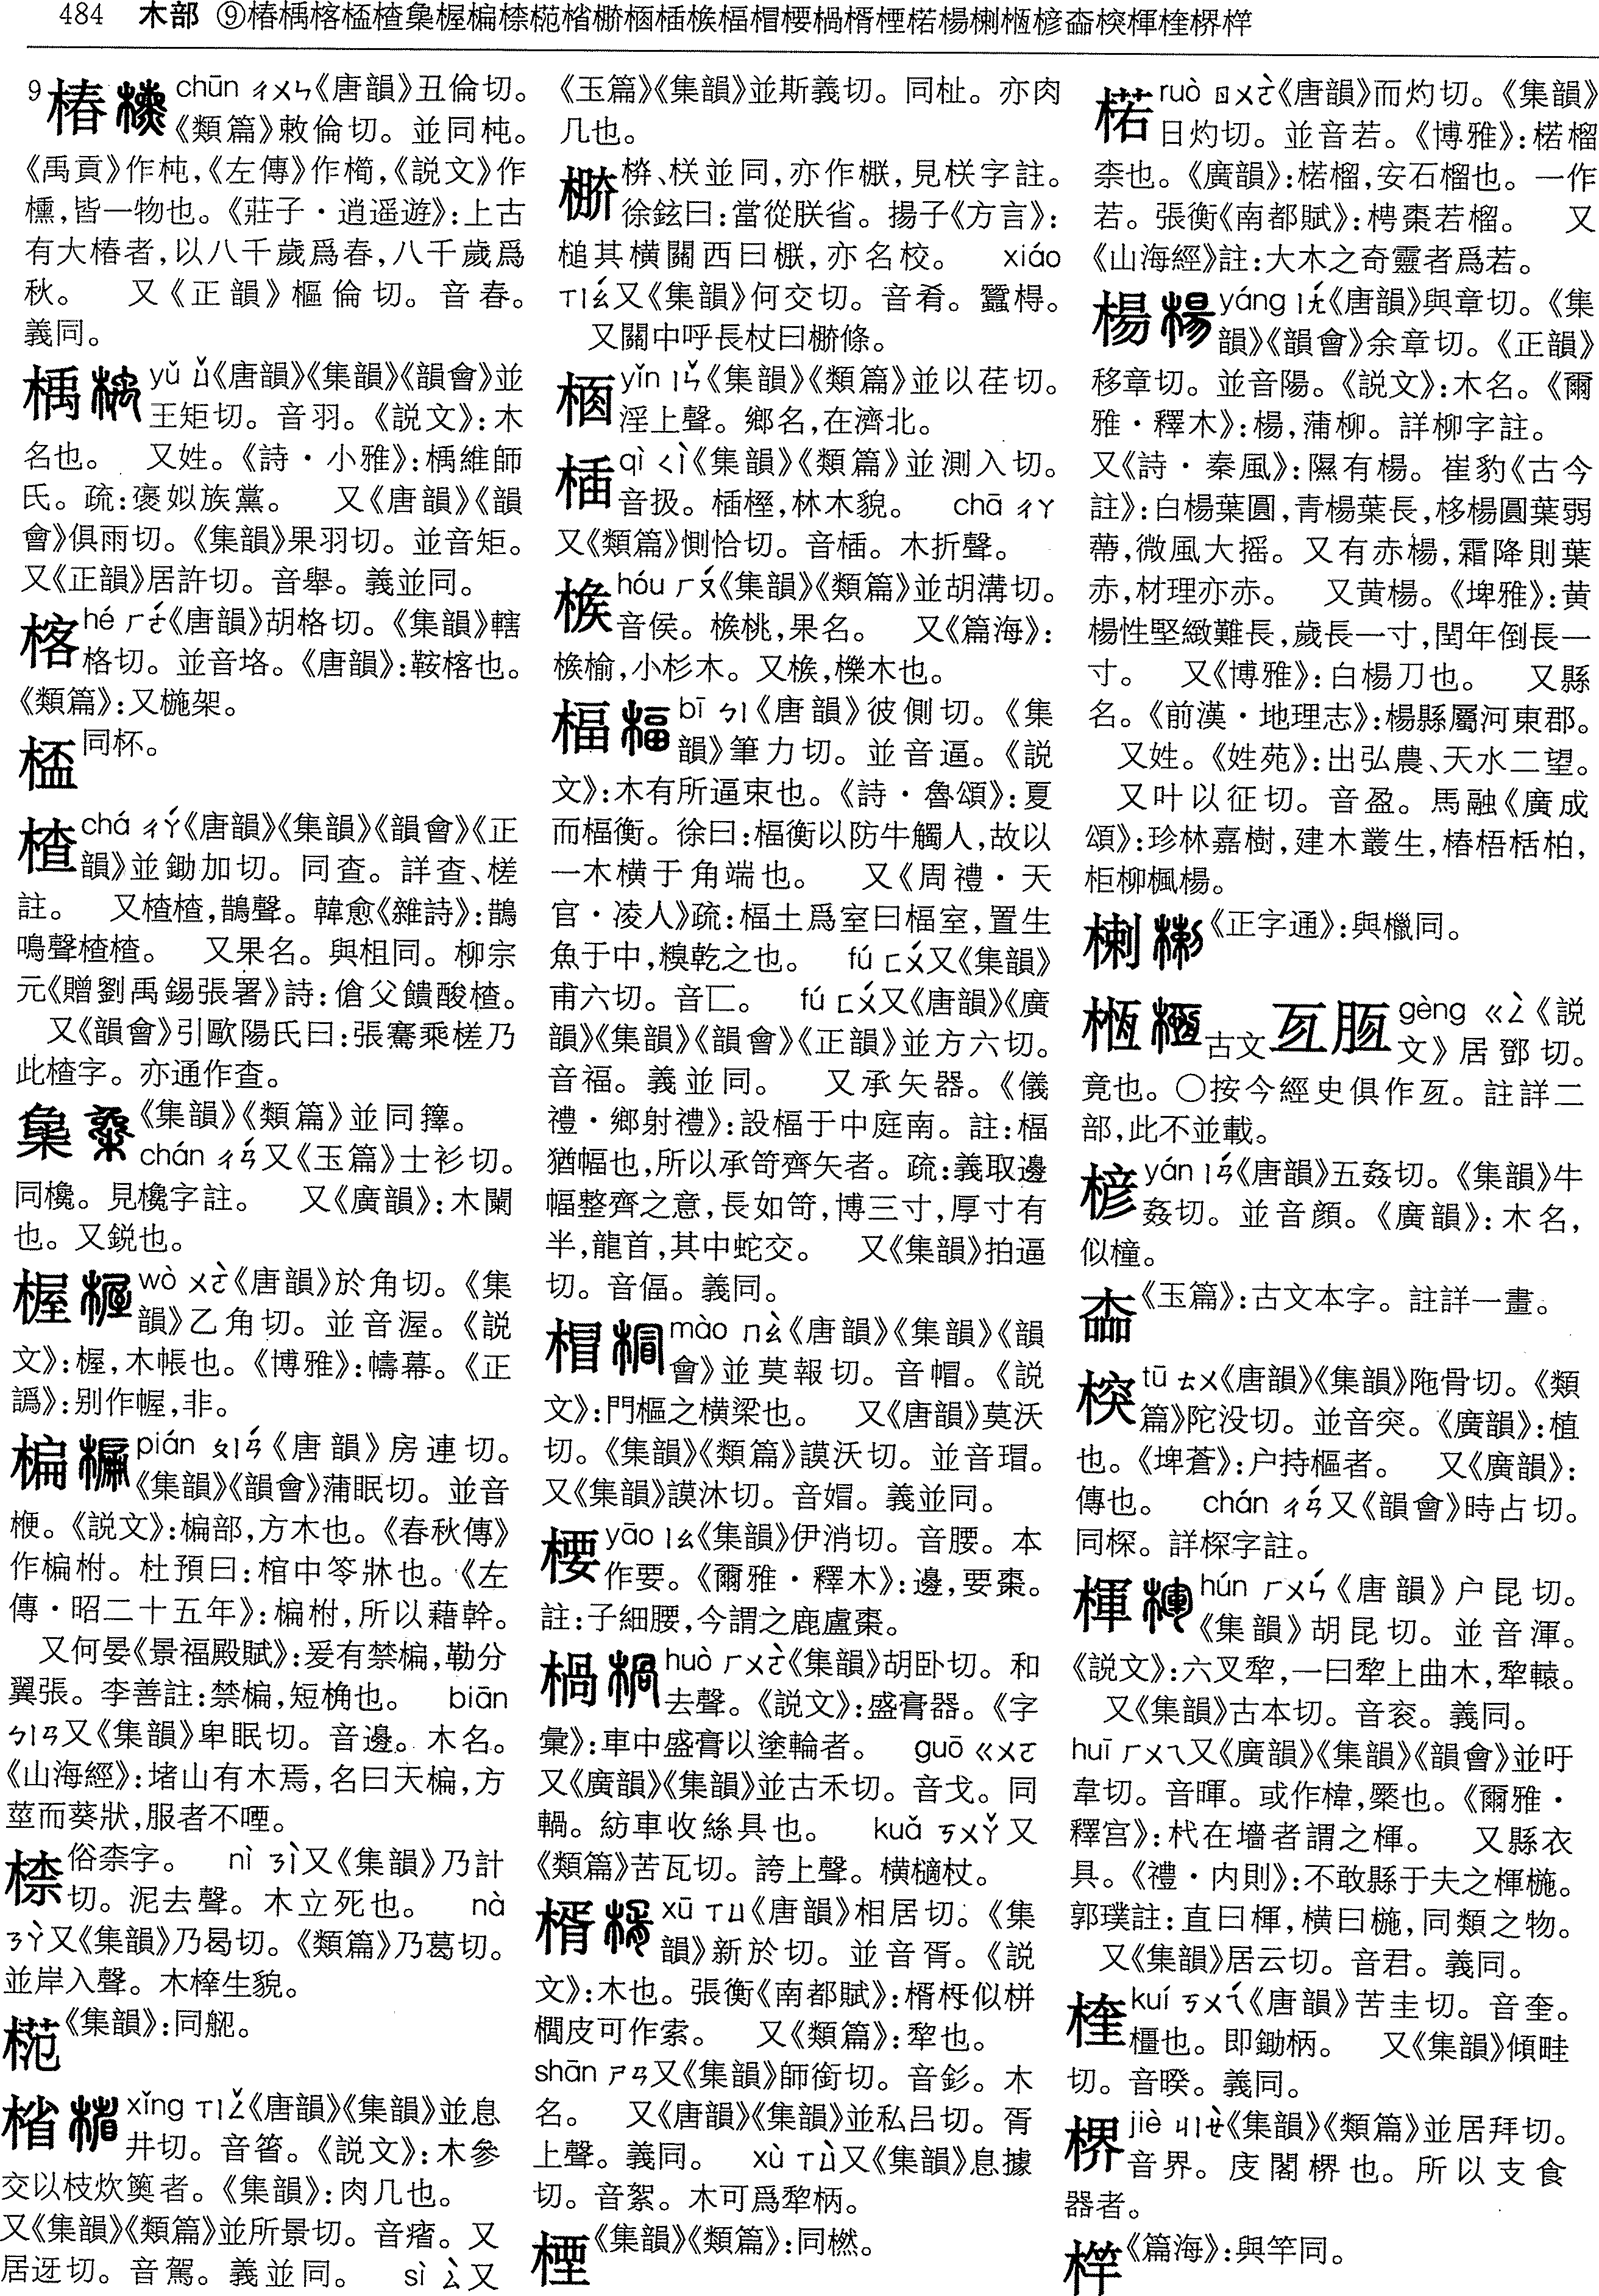 484 木部 ⑨椿楀楁㮎楂梟楃楄㮏㮄㮐㮁㮒㮑㮢楅㮘㮉楇楈㮍楉楊楋㮓㮆㮺㮋楎楏㮈㮊
9 椿 chūn ㄔㄨㄣ《唐韻》丑倫切。
《類篇》敕倫切。並同杶。
《禹貢》作杶,《左傳》作櫄,《説文》作
櫄,皆一物也。《莊子·逍遥遊》:上古
有大椿者,以八千歲爲春,八千歲爲
秋。 又《正韻》樞倫切。音春。
義同。
楀 yǔ ㄩˇ《唐韻》《集韻》《韻會》並
王矩切。音羽。《説文》:木
名也。 又姓。《詩·小雅》:楀維師
氏。疏:褒姒族黨。 又《唐韻》《韻
會》俱雨切。《集韻》果羽切。並音矩。
又《正韻》居許切。音舉。義並同。
楁 hé ㄏㄜˊ《唐韻》胡格切。《集韻》轄
格切。並音垎。《唐韻》:鞍楁也。
《類篇》:又椸架。
同杯。
楂 chá ㄔㄚˊ《唐韻》《集韻》《韻會》《正
韻》並鋤加切。同查。詳查、槎
註。 又楂楂,鵲聲。韓愈《雜詩》:鵲
鳴聲楂楂。 又果名。與柤同。柳宗
元《贈劉禹錫張署》詩:傖父饋酸楂。
又《韻會》引歐陽氏曰:張騫乘槎乃
此楂字。亦通作查。
《集韻》《類篇》並同籜。
chán ㄔㄢˊ又《玉篇》士衫切。
同欃。見欃字註。 又《廣韻》:木闌
也。又鋭也。
楃 wò ㄨㄛˋ《唐韻》於角切。《集
韻》乙角切。並音渥。《説
文》:楃,木帳也。《博雅》:幬幕。《正
譌》:别作幄,非。
楄 pián ㄆㄧㄢˊ《唐韻》房連切。
《集韻》《韻會》蒲眠切。並音
楩。《説文》:楄部,方木也。《春秋傳》
作楄柎。杜預曰:棺中笭牀也。《左
傳·昭二十五年》:楄柎,所以藉幹。
又何晏《景福殿賦》:爰有禁楄,勒分
翼張。李善註:禁楄,短桷也。 biān
ㄅㄧㄢ又《集韻》卑眠切。音邊。木名。
《山海經》:堵山有木焉,名曰天楄,方
莖而葵狀,服者不㖶。
俗柰字。 nì ㄋㄧˋ又《集韻》乃計
切。泥去聲。木立死也。 nà
ㄋㄚˋ又《集韻》乃曷切。《類篇》乃葛切。
並岸入聲。木榟生貌。
《集韻》:同舧。
㮐 xǐng ㄒㄧㄥˇ《唐韻》《集韻》並息
井切。音箵。《説文》:木參
交以枝炊䉛者。《集韻》:肉几也。
又《集韻》《類篇》並所景切。音㾪。又
居迓切。音駕。義並同。 sì ㄙˋ又
《玉篇》《集韻》並斯義切。同杫。亦肉
几也。
㮳 㮇、栚並同,亦作栚,見栚字註。
徐鉉曰:當從朕省。揚子《方言》:
槌其横關西曰㮳,亦名校。 xiáo
ㄒㄧㄠˊ又《集韻》何交切。音肴。蠶㭙。
又關中呼長杖曰㮳條。
yǐn ㄧㄣˇ《集韻》《類篇》並以荏切。
淫上聲。鄉名,在濟北。
qì ㄑㄧˋ《集韻》《類篇》並測入切。
音扱。㮑㮙,林木貌。 chā ㄔㄚ
又《類篇》惻恰切。音插。木折聲。
㮢 hóu ㄏㄡˊ《集韻》《類篇》並胡溝切。
音侯。㮢桃,果名。 又《篇海》:
㮢榆,小杉木。又㮢,櫟木也。
楅 bī ㄅㄧ《唐韻》彼側切。《集
韻》筆力切。並音逼。《説
文》:木有所逼束也。《詩·魯頌》:夏
而楅衡。徐曰:楅衡以防牛觸人,故以
一木横于角端也。 又《周禮·天
官·凌人》疏:楅土爲室曰楅室,置生
魚于中,糗乾之也。 fú ㄈㄨˊ又《集韻》
甫六切。音匚。 fú ㄈㄨˊ又《唐韻》《廣
韻》《集韻》《韻會》《正韻》並方六切。
音福。義並同。 又承矢器。《儀
禮·鄉射禮》:設楅于中庭南。註:楅
猶幅也,所以承笴齊矢者。疏:義取邊
幅整齊之意,長如笴,博三寸,厚寸有
半,龍首,其中蛇交。 又《集韻》拍逼
切。音偪。義同。
㮘 mào ㄇㄠˋ《唐韻》《集韻》《韻
會》並莫報切。音帽。《説
文》:門樞之横梁也。 又《唐韻》莫沃
切。《集韻》《類篇》謨沃切。並音瑁。
又《集韻》謨沐切。音媢。義並同。
yāo ㄧㄠ《集韻》伊消切。音腰。本
作要。《爾雅·釋木》:邊,要棗。
註:子細腰,今謂之鹿盧棗。
楇 huò ㄏㄨㄛˋ《集韻》胡卧切。和
去聲。《説文》:盛膏器。《字
彙》:車中盛膏以塗輪者。 guō ㄍㄨㄛ
又《廣韻》《集韻》並古禾切。音戈。同
輠。紡車收絲具也。 kuǎ ㄎㄨㄚˇ又
《類篇》苦瓦切。誇上聲。横檛杖。
楈 xū ㄒㄩ《唐韻》相居切。《集
韻》新於切。並音胥。《説
文》:木也。張衡《南都賦》:楈枒似栟
櫚皮可作索。 又《類篇》:犂也。
shān ㄕㄢ又《集韻》師銜切。音釤。木
名。 又《唐韻》《集韻》並私吕切。胥
上聲。義同。 xù ㄒㄩˋ又《集韻》息據
切。音絮。木可爲犂柄。
《集韻》《類篇》:同橪。
楉 ruò ㄖㄨㄛˋ《唐韻》而灼切。《集韻》
日灼切。並音若。《博雅》:楉榴
柰也。《廣韻》:楉榴,安石榴也。一作
若。張衡《南都賦》:梬棗若榴。 又
《山海經》註:大木之奇靈者爲若。
楊 yáng ㄧㄤˊ《唐韻》與章切。《集
韻》《韻會》余章切。《正韻》
移章切。並音陽。《説文》:木名。《爾
雅·釋木》:楊,蒲柳。詳柳字註。
又《詩·秦風》:隰有楊。崔豹《古今
註》:白楊葉圓,青楊葉長,栘楊圓葉弱
蔕,微風大摇。又有赤楊,霜降則葉
赤,材理亦赤。 又黄楊。《埤雅》:黄
楊性堅緻難長,歲長一寸,閏年倒長一
寸。 又《博雅》:白楊刀也。 又縣
名。《前漢·地理志》:楊縣屬河東郡。
又姓。《姓苑》:出弘農、天水二望。
又叶以征切。音盈。馬融《廣成
頌》:珍林嘉樹,建木叢生,椿梧栝柏,
柜柳楓楊。
楋 《正字通》:與櫴同。
㮓 古文亙 gèng ㄍㄥˋ《説
文》居鄧切。
竟也。○按今經史俱作亙。註詳二
部,此不並載。
yán ㄧㄢˊ《唐韻》五姦切。《集韻》牛
姦切。並音顔。《廣韻》:木名,
似橦。
《玉篇》:古文本字。註詳一畫。
tū ㄊㄨ《唐韻》《集韻》陁骨切。《類
篇》陀没切。並音突。《廣韻》:植
也。《埤蒼》:户持樞者。 又《廣韻》:
傳也。 chán ㄔㄢˊ又《韻會》時占切。
同棎。詳棎字註。
楎 hún ㄏㄨㄣˊ《唐韻》户昆切。
《集韻》胡昆切。並音渾。
《説文》:六叉犂,一曰犂上曲木,犂轅。
又《集韻》古本切。音衮。義同。
huī ㄏㄨㄟ又《廣韻》《集韻》《韻會》並吁
韋切。音暉。或作椲,橜也。《爾雅·
釋宫》:杙在墻者謂之楎。 又縣衣
具。《禮·内則》:不敢縣于夫之楎椸。
郭璞註:直曰楎,横曰椸,同類之物。
又《集韻》居云切。音君。義同。
楏 kuí ㄎㄨㄟˊ《唐韻》苦圭切。音奎。
橿也。即鋤柄。 又《集韻》傾畦
切。音睽。義同。
jiè ㄐㄧㄝˋ《集韻》《類篇》並居拜切。
音界。庋閣㮈也。所以支食
器者。
《篇海》:與竿同。